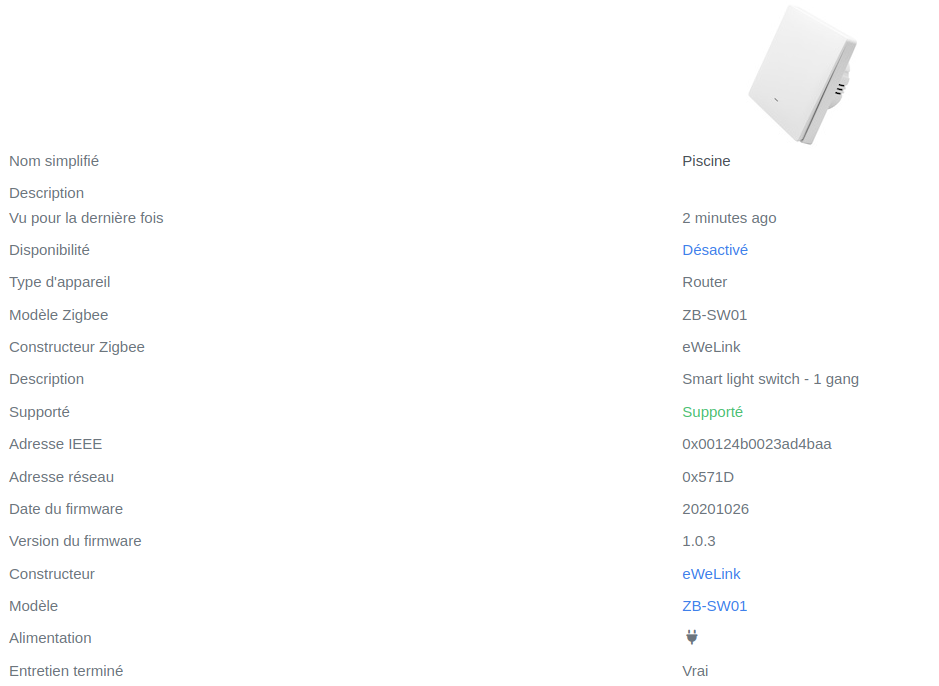 Nom simplifié Piscine
Description
Vu pour la dernière fois 2 minutes ago
Disponibilité Désactivé
Type d'appareil Router
Modèle Zigbee ZB-SW01
Constructeur Zigbee eWeLink
Description Smart light switch - 1 gang
Supporté Supporté
Adresse IEEE 0x00124b0023ad4baa
Adresse réseau 0x571D
Date du firmware 20201026
Version du firmware 1.0.3
Constructeur eWeLink
Modèle ZB-SW01
Alimentation
Entretien terminé Vrai